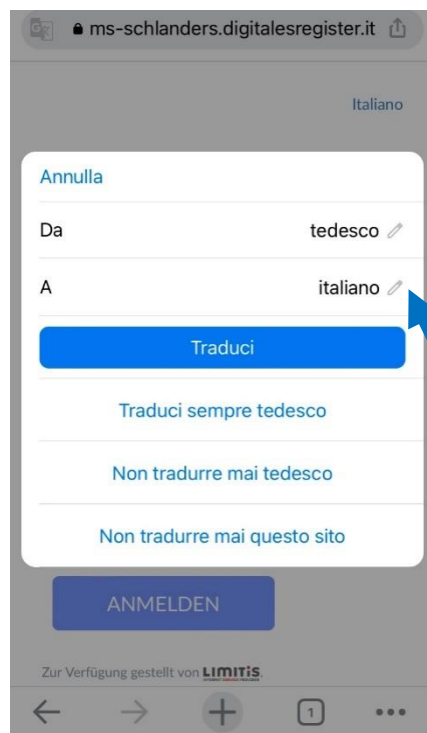 ms-schlanders.digitalesregister.it
Italiano
Annulla
Da tedesco
A italiano
Traduci
Traduci sempre tedesco
Non tradurre mai tedesco
Non tradurre mai questo sito
ANMELDEN
Zur Verfügung gestellt von LIMITIS.
1